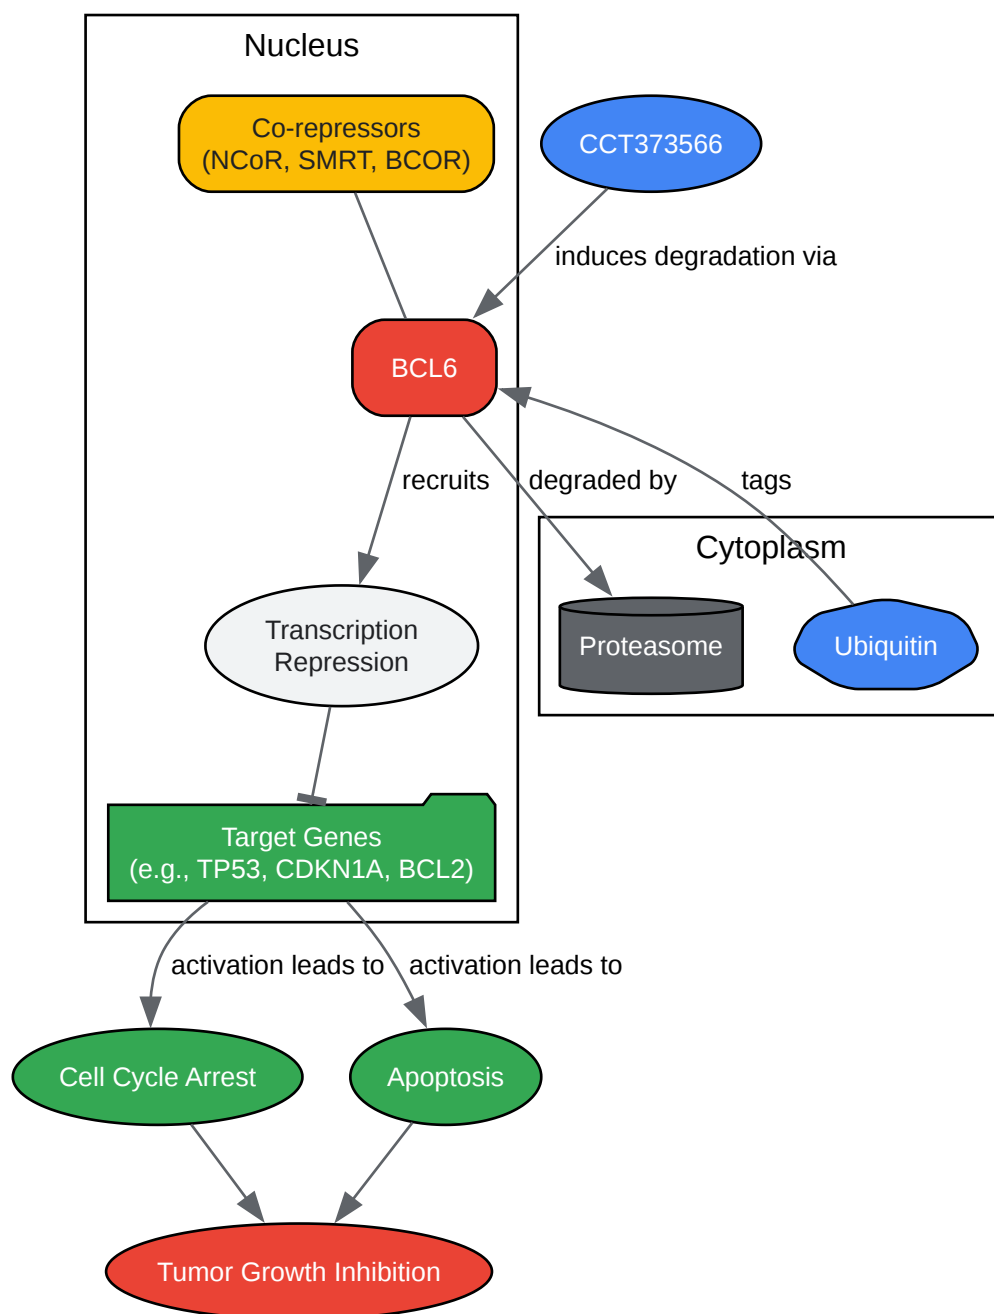 Nucleus
Co-repressors
(NCoR, SMRT, BCOR)
CCT373566
induces degradation via
BCL6
recruits
degraded by
tags
Cytoplasm
Transcription
Repression
Proteasome
Ubiquitin
Target Genes
(e.g., TP53, CDKN1A, BCL2)
activation leads to
activation leads to
Cell Cycle Arrest
Apoptosis
Tumor Growth Inhibition